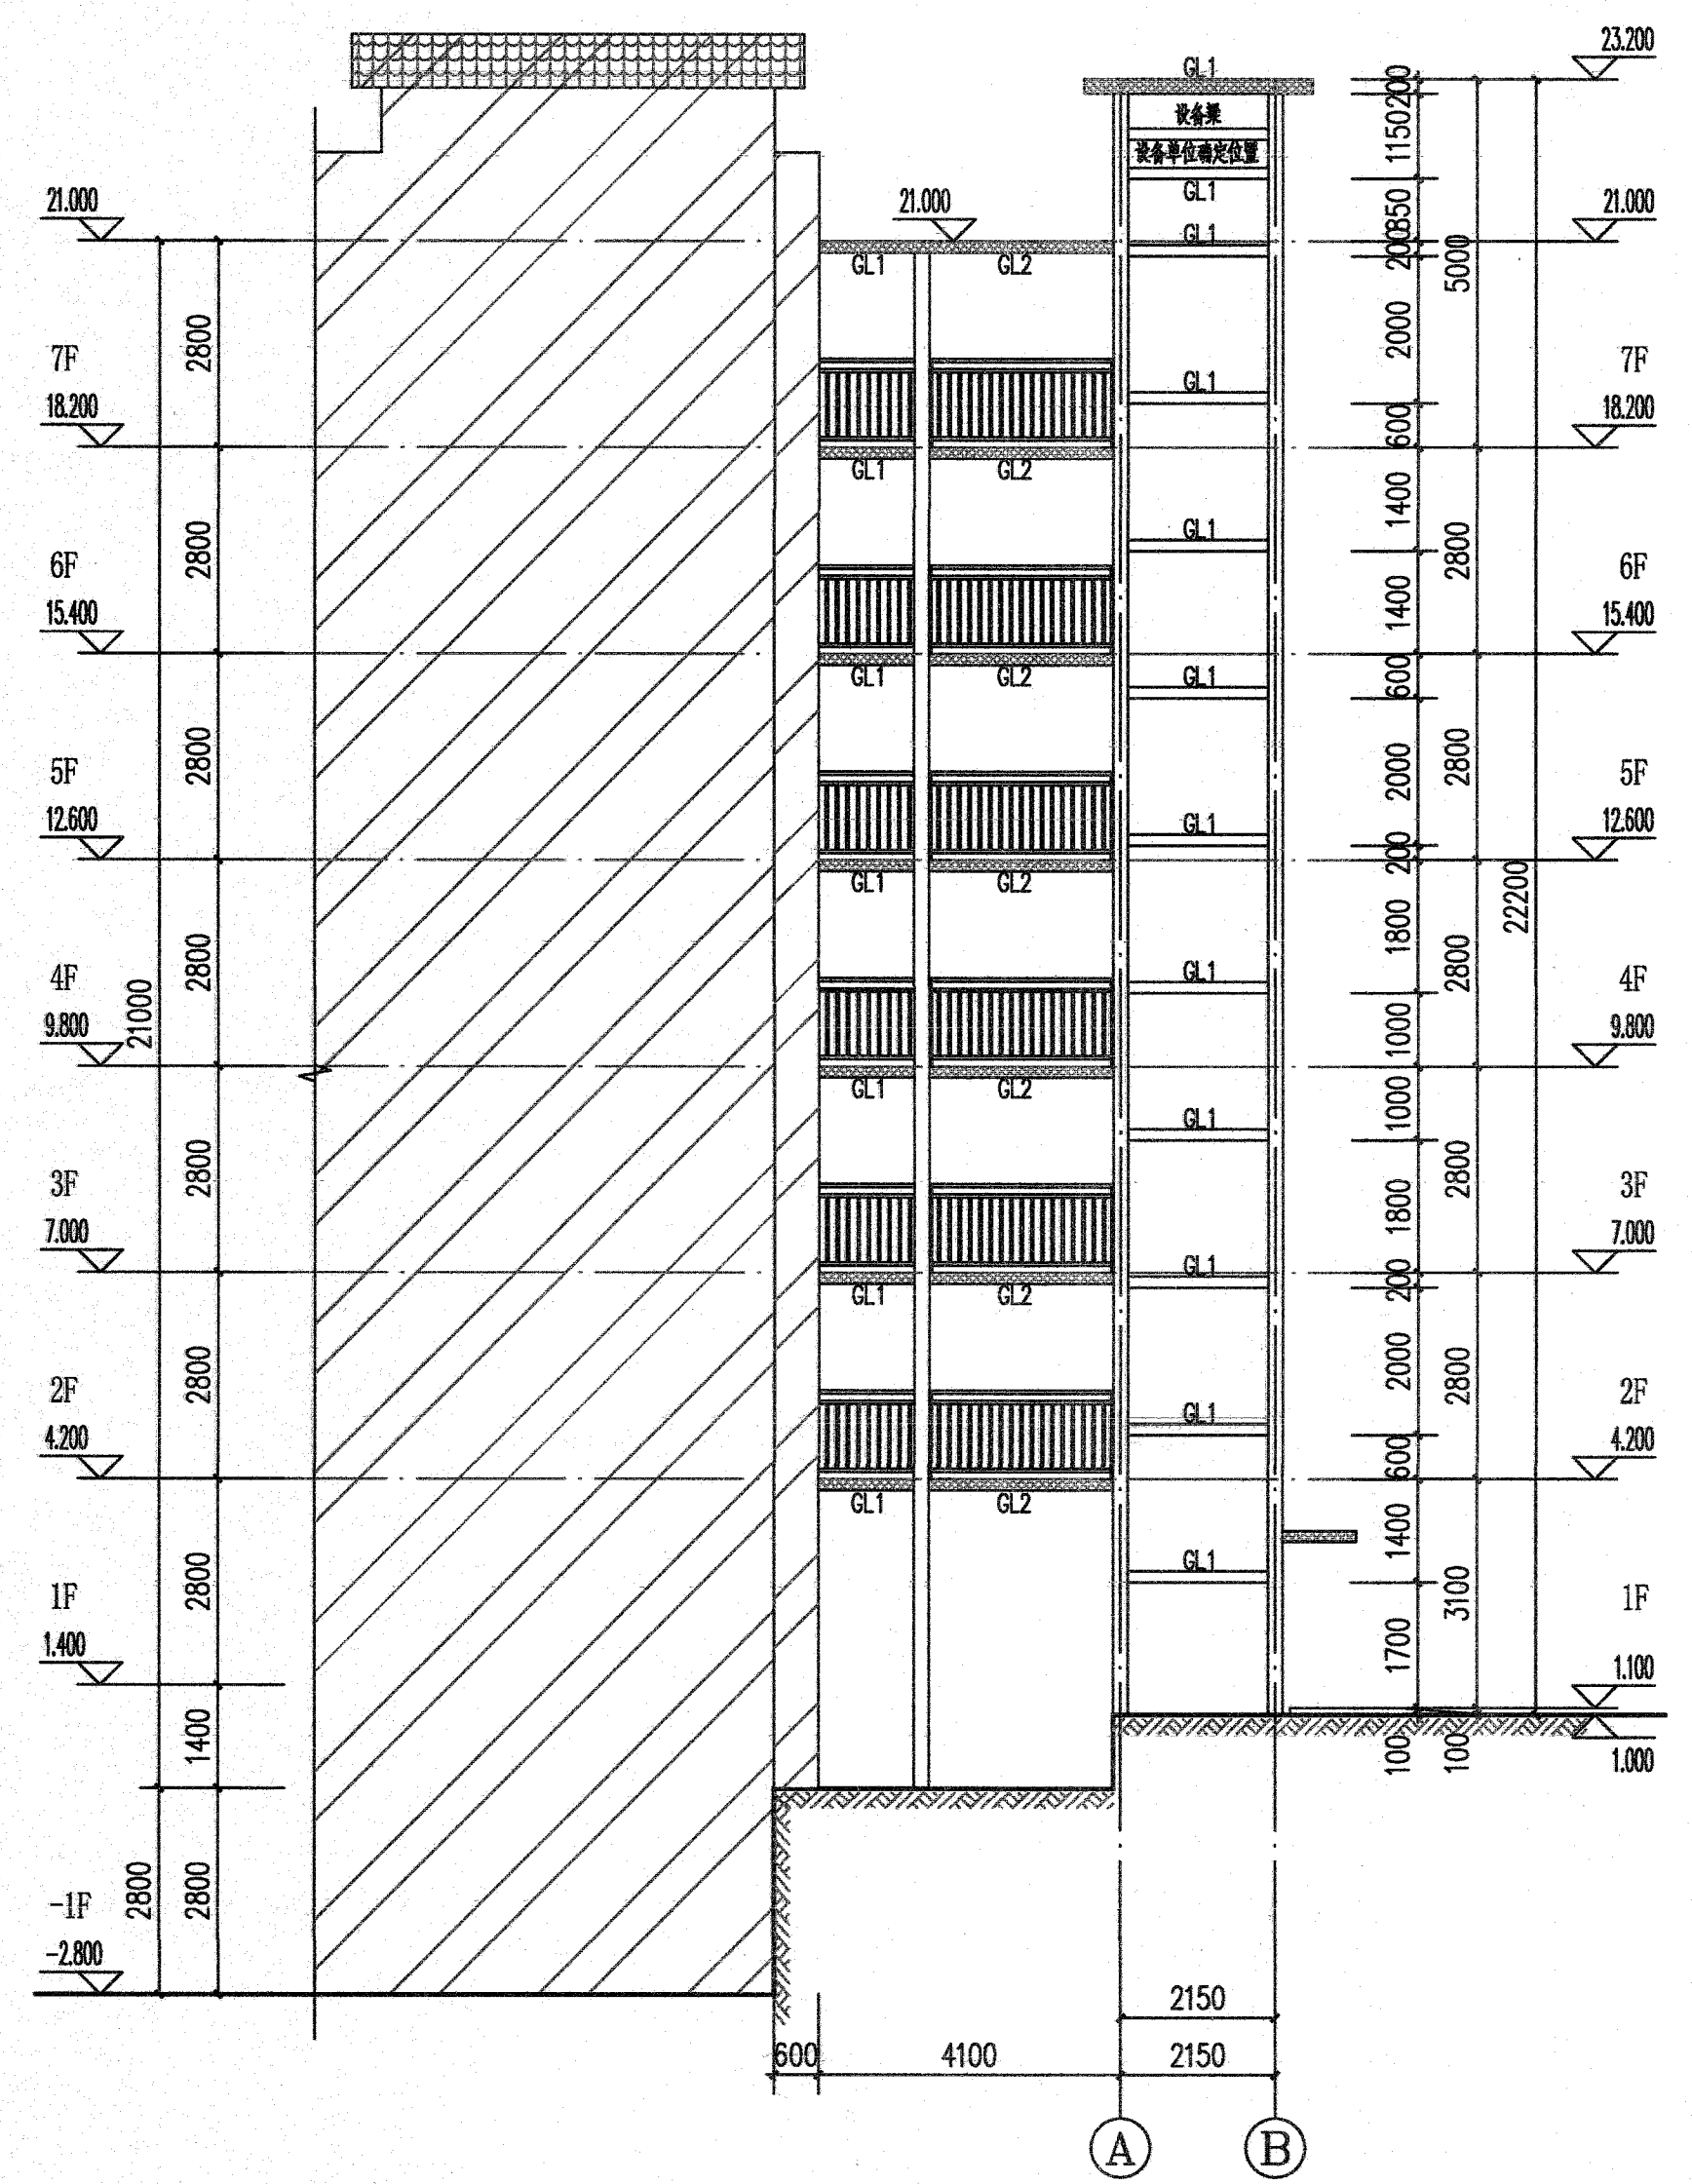 23.200
GL1
200
设备梁
1150
设备单位确定位置
GL1
21.000
21.000
21.000
850
GL1
200
5000
GL1
GL2
2800
2000
7F
7F
GL1
18.200
18.200
600
GL1
GL2
1400
GL1
2800
2800
6F
6F
1400
15.400
15.400
600
GL1
GL2
GL1
2800
2000
2800
5F
5F
12.600
GL1
12.600
200
GL1
GL2
22200
2800
1800
2800
4F
GL1
4F
21000
9.800
1000
9.800
GL1
GL2
1000
GL1
2800
2800
3F
1800
3F
7.000
7.000
GL1
200
GL1
GL2
2800
2000
2800
2F
2F
GL1
4.200
4.200
600
GL1
GL2
1400
GL1
2800
3100
1F
1F
1.400
1700
1.100
1400
100
100
1.000
2800
2800
-1F
-2.800
2150
600
4100
2150
A
B